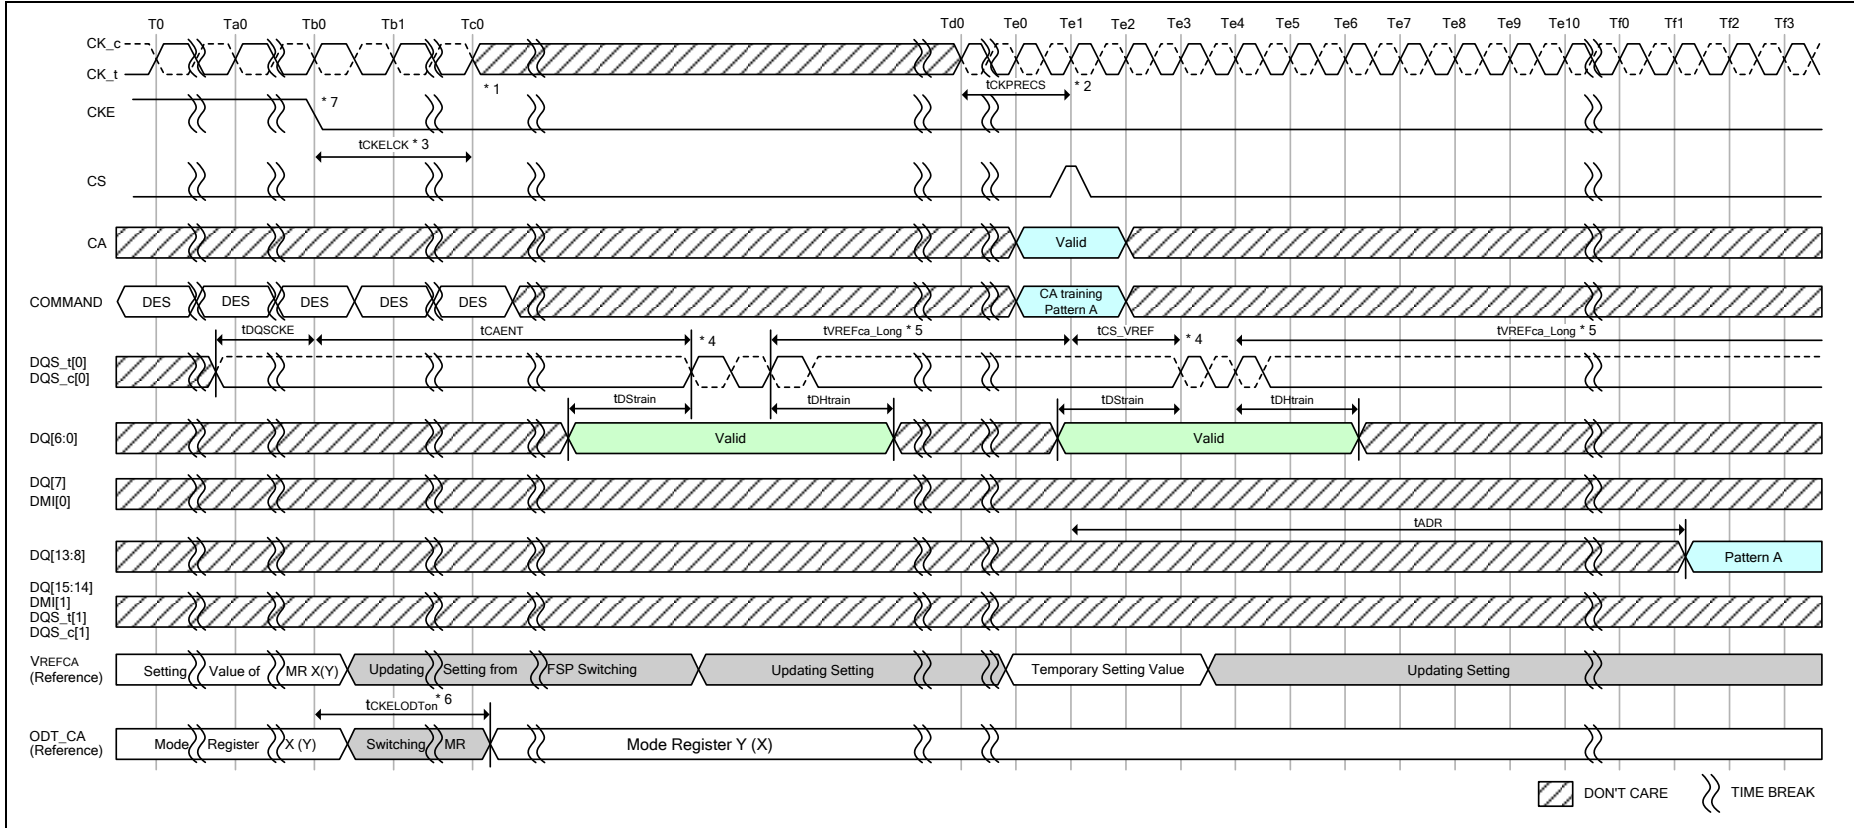 T0 Ta0 Tb0 Tb1 Tc0 Td0 Te0 Te1 Te2 Te3 Te4 Te5 Te6 Te7 Te8 Te9 Te10 Tf0 Tf1 Tf2 Tf3
CK_c
CK_t
* 1
tCKPRECS * 2
CKE
* 7
tCKELCK * 3
CS
CA
Valid
COMMAND
DES DES DES DES DES
CA training
Pattern A
tDQSCKE tCAENT * 4 tVREFca_Long * 5 tCS_VREF * 4 tVREFca_Long * 5
DQS_t[0]
DQS_c[0]
tDStrain tDHtrain tDStrain tDHtrain
DQ[6:0]
Valid Valid
DQ[7]
DMI[0]
tADR
DQ[13:8]
Pattern A
DQ[15:14]
DMI[1]
DQS_t[1]
DQS_c[1]
VREFCA
(Reference)
Setting Value of MR X(Y) Updating Setting from FSP Switching Updating Setting Temporary Setting Value Updating Setting
tCKELODTon * 6
ODT_CA
(Reference)
Mode Register X (Y) Switching MR Mode Register Y (X)
DON'T CARE TIME BREAK